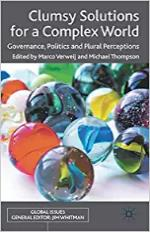 Clumsy Solutions
for a Complex World
Governance, Politics and Plural Perceptions
Edited by Marco Verweij and Michael Thompson
GLOBAL ISSUES
GENERAL EDITOR: JIM WHITMAN